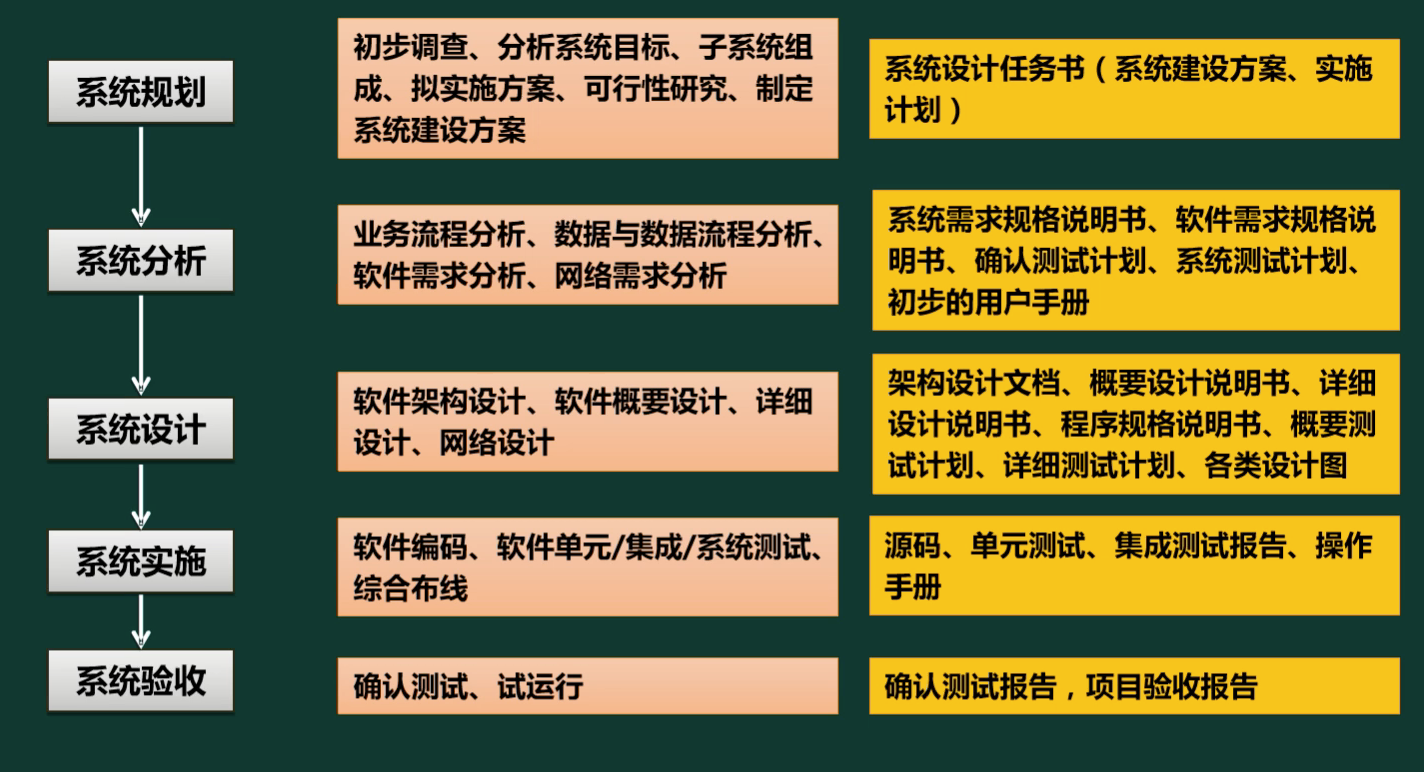 系统规划
初步调查、分析系统目标、子系统组
成、拟实施方案、可行性研究、制定
系统建设方案
系统设计任务书（系统建设方案、实施
计划）
系统分析
业务流程分析、数据与数据流程分析、
软件需求分析、网络需求分析
系统需求规格说明书、软件需求规格说
明书、确认测试计划、系统测试计划、
初步的用户手册
系统设计
软件架构设计、软件概要设计、详细
设计、网络设计
架构设计文档、概要设计说明书、详细
设计说明书、程序规格说明书、概要测
试计划、详细测试计划、各类设计图
系统实施
软件编码、软件单元/集成/系统测试、
综合布线
源码、单元测试、集成测试报告、操作
手册
系统验收
确认测试、试运行
确认测试报告，项目验收报告